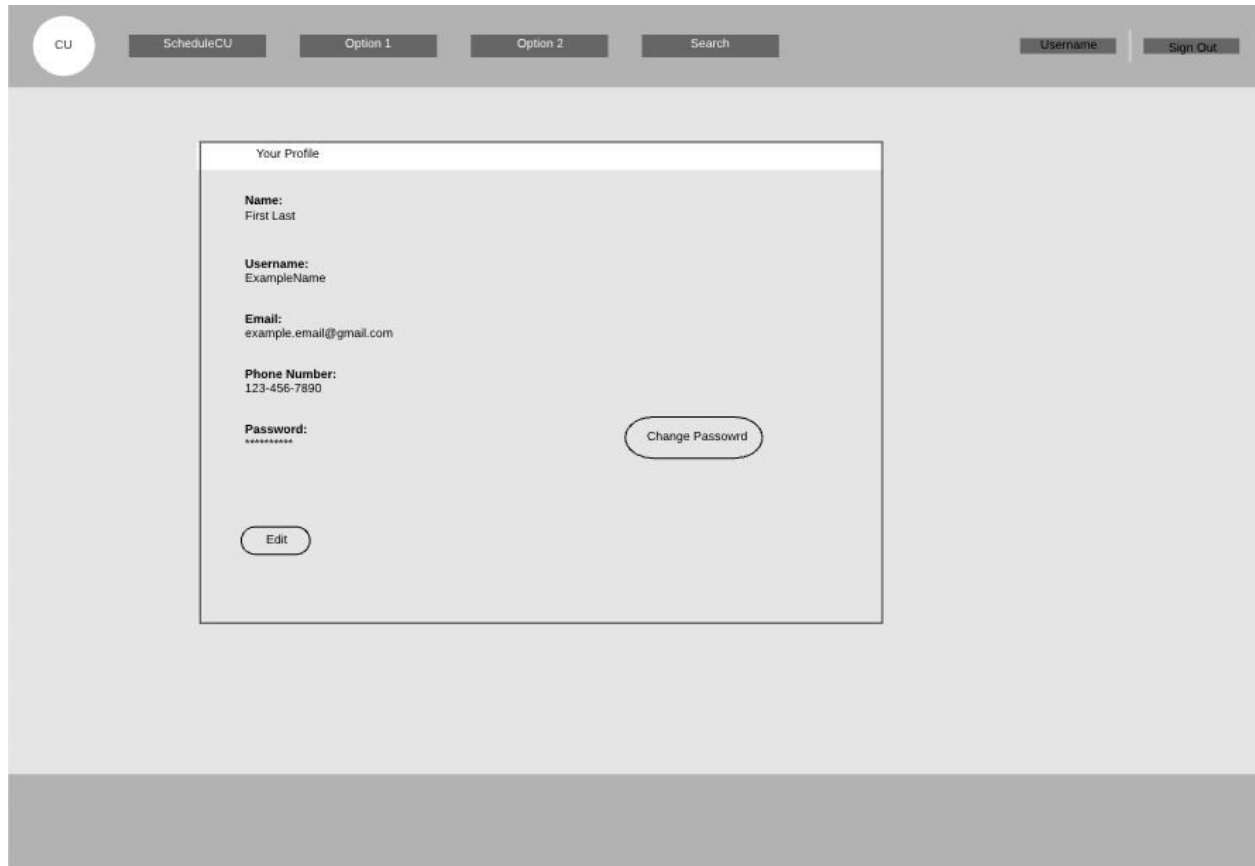 CU
ScheduleCU
Option 1
Option 2
Search
Username
Sign Out
Your Profile
Name:
First Last
Username:
ExampleName
Email:
example.email@gmail.com
Phone Number:
123-456-7890
Password:
**********
Change Passowrd
Edit